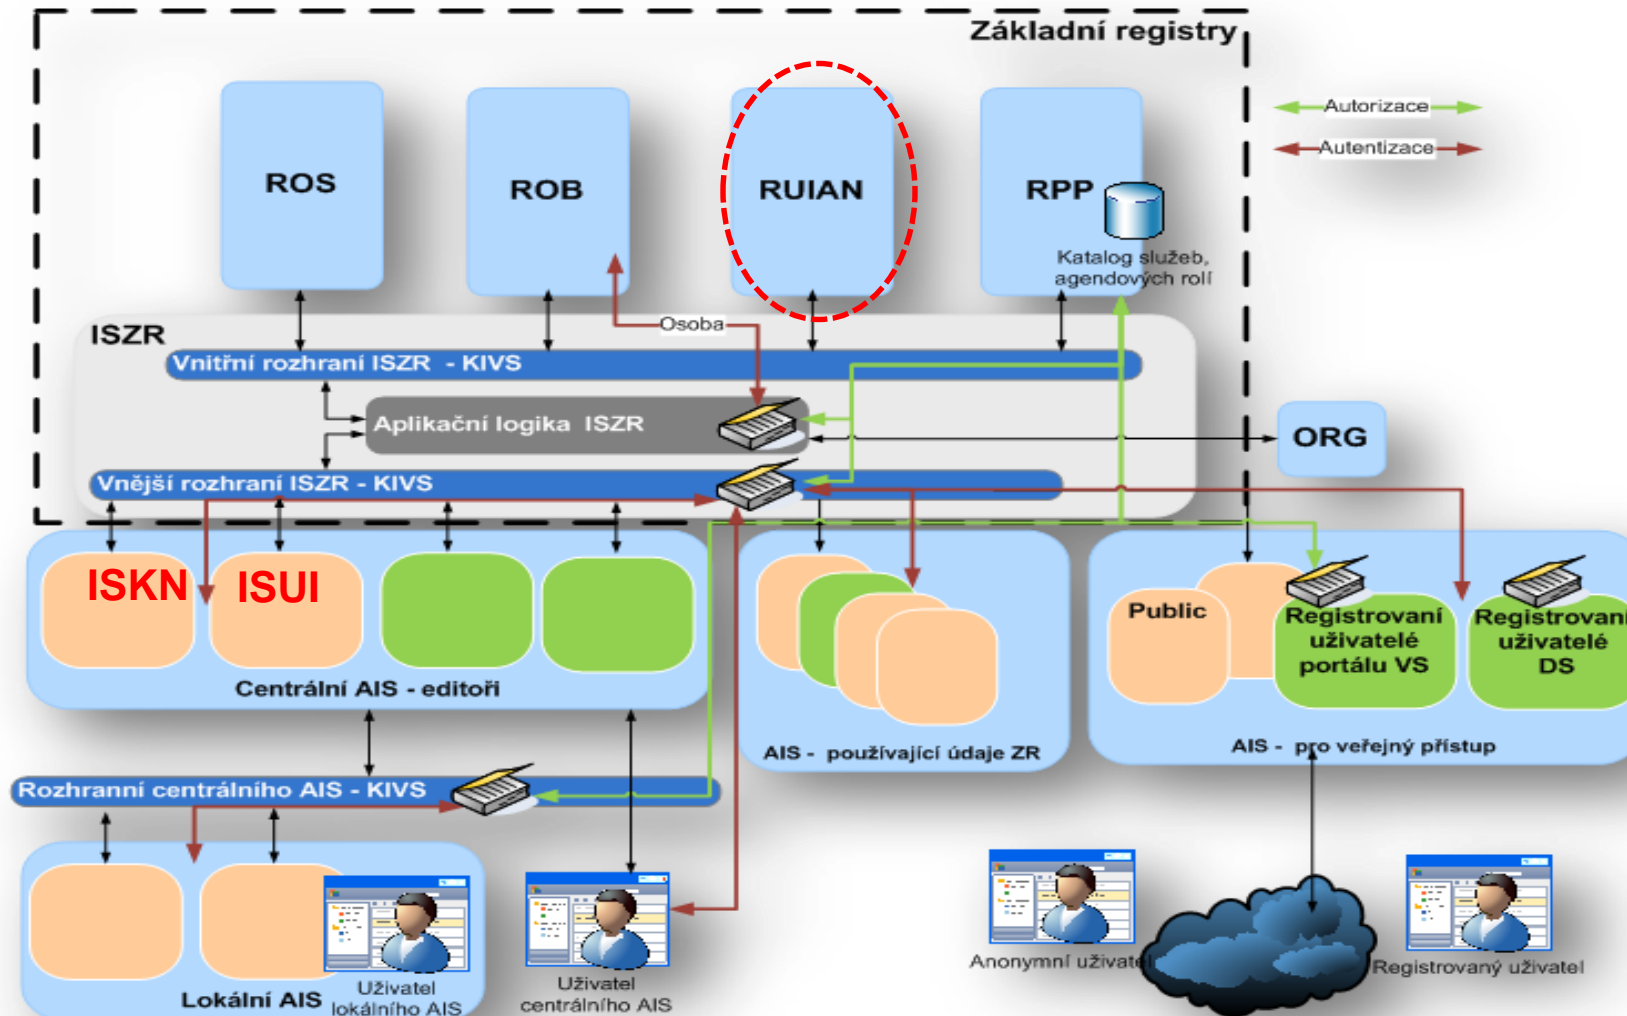 Základní registry
Autorizace
Autentizace
ROS
ROB
RUIAN
RPP
Katalog služeb,
agendových rolí
ISZR
Osoba
Vnitřní rozhraní ISZR - KIVS
Aplikační logika ISZR
ORG
Vnější rozhraní ISZR - KIVS
ISKN
ISUI
Centrální AIS - editoři
AIS - používající údaje ZR
Public
Registrovaní
uživatelé
portálu VS
Registrovaní
uživatelé
DS
AIS - pro veřejný přístup
Rozhranní centrálního AIS - KIVS
Lokální AIS
Uživatel
lokálního AIS
Uživatel
centrálního AIS
Anonymní uživatel
Registrovaný uživatel